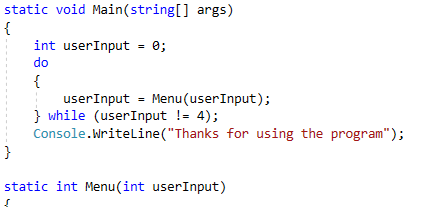 static void Main(string[] args)
{
int userInput = 0;
do
{
userInput = Menu(userInput);
} while (userInput != 4);
Console.WriteLine("Thanks for using the program");
}
static int Menu(int userInput)
{